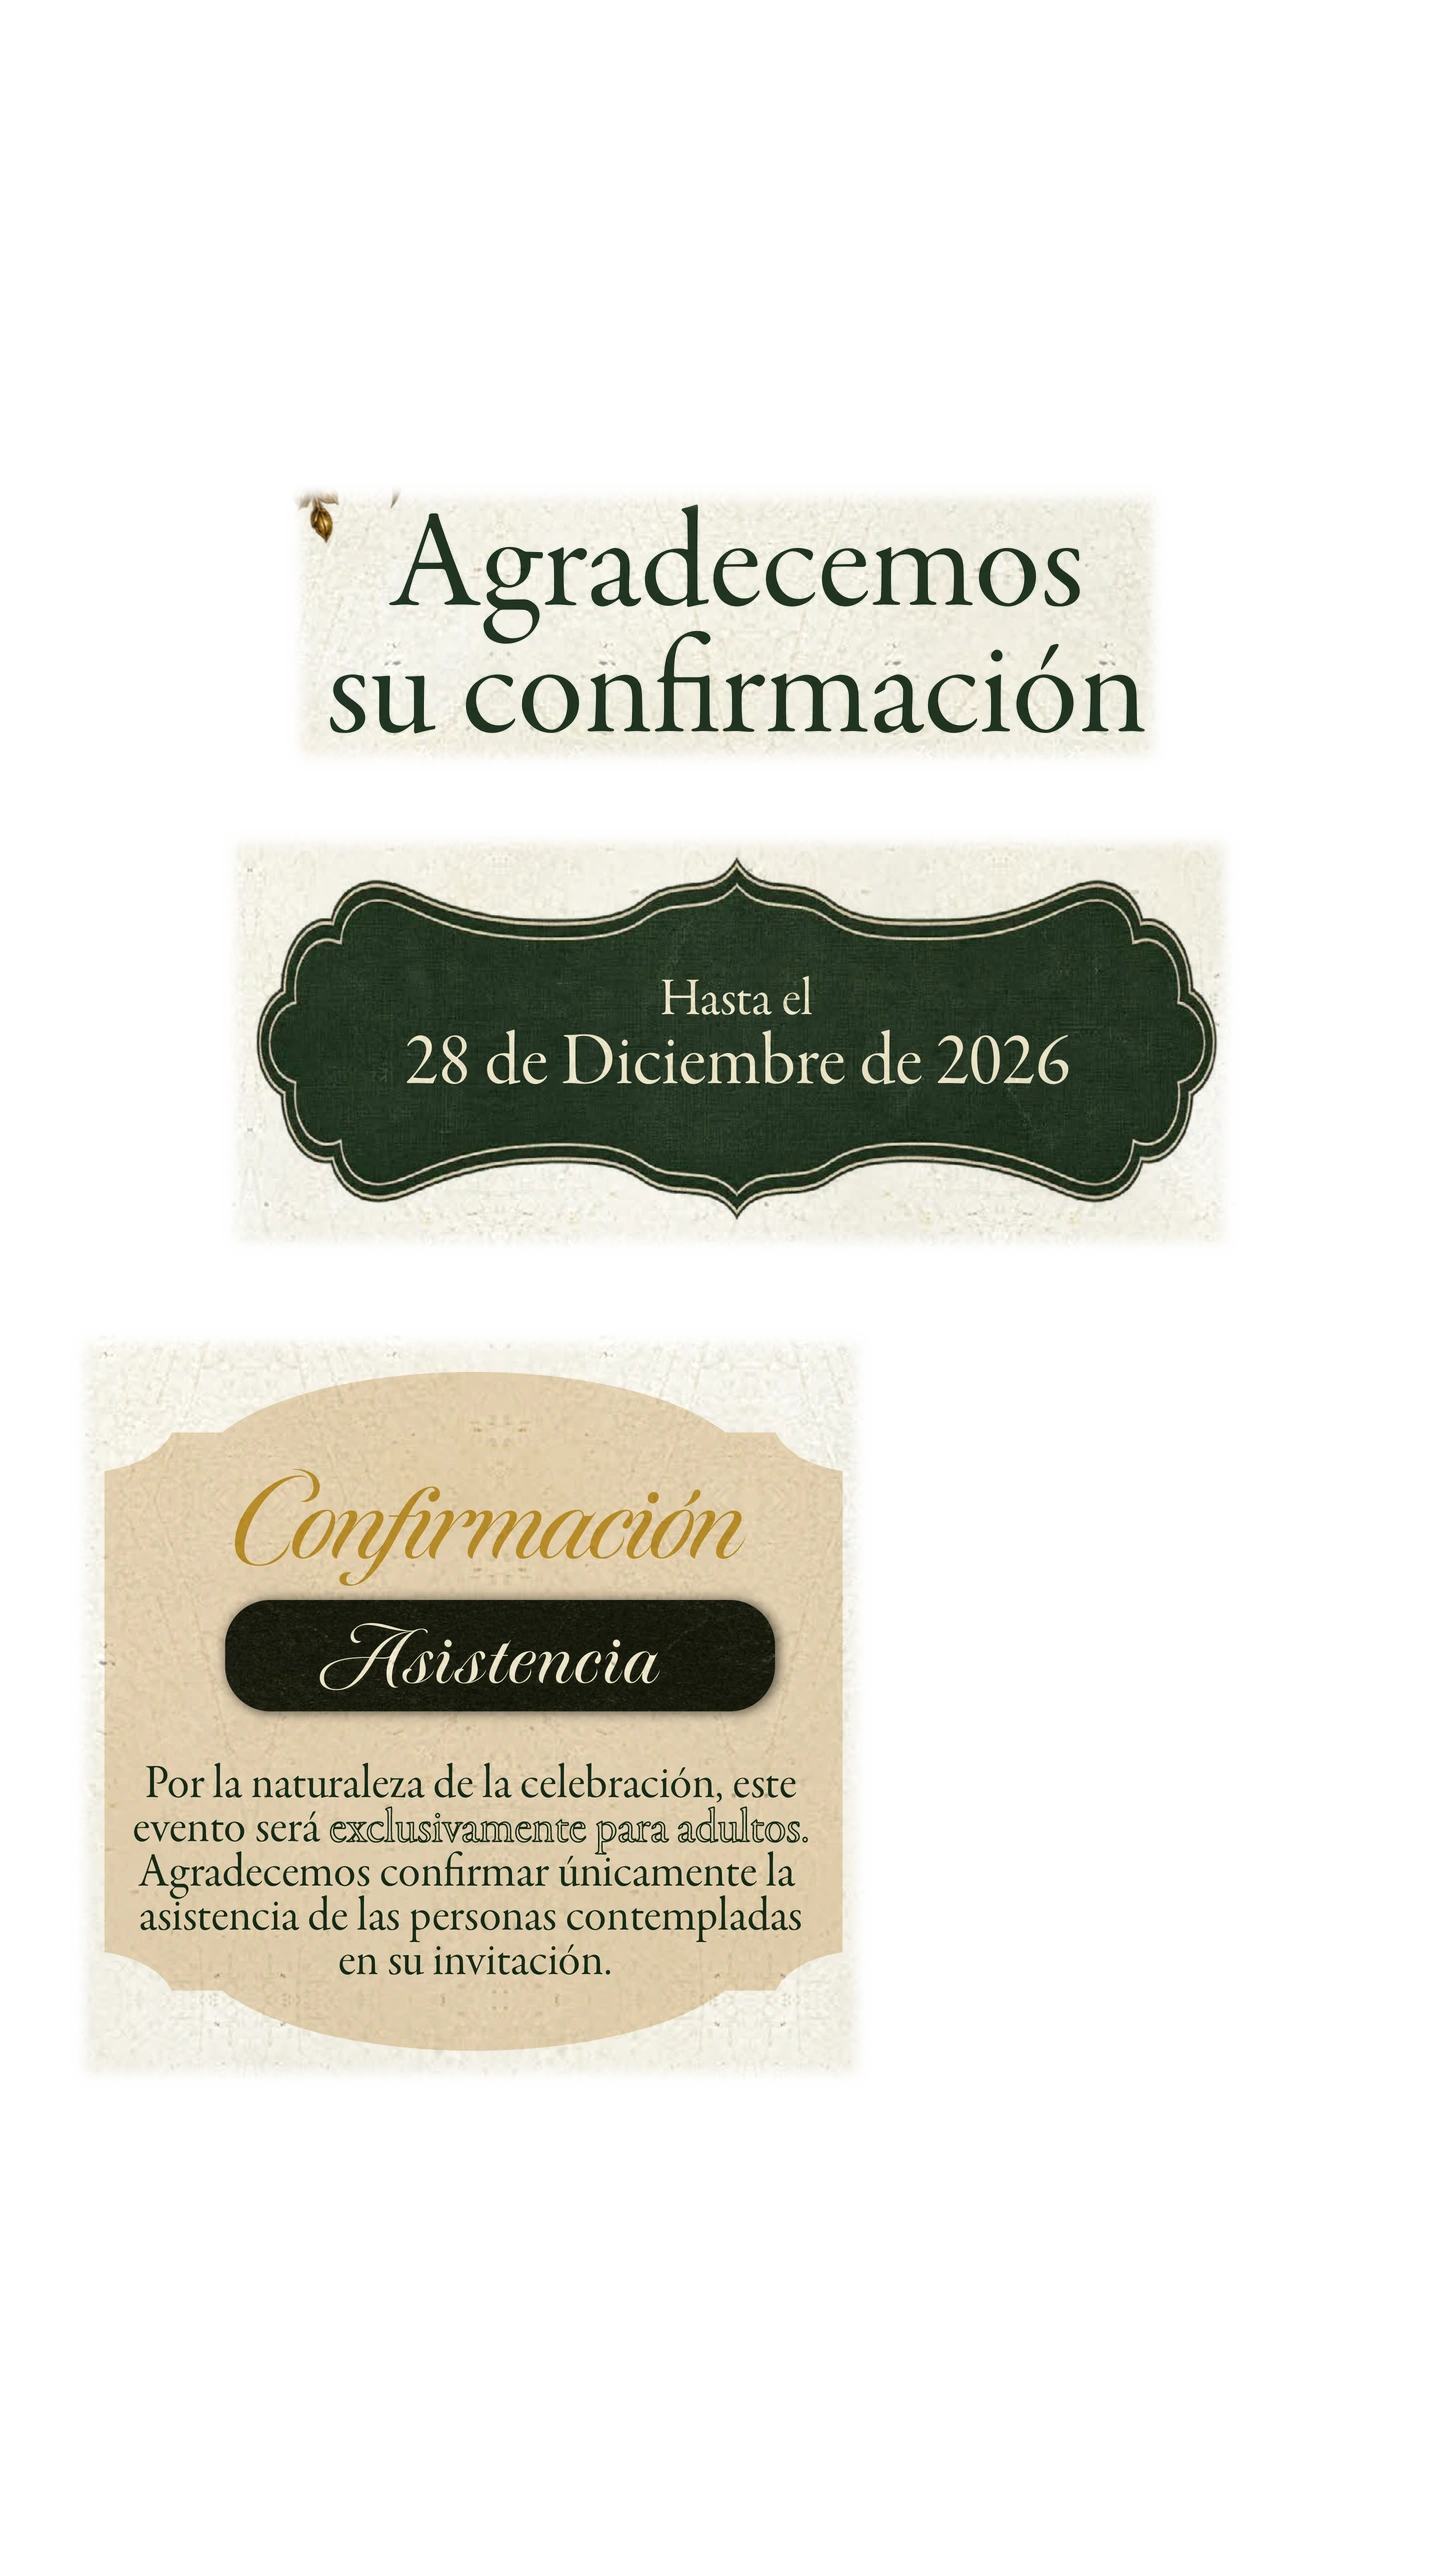 Agradecemos
su confirmación
Hasta el
28 de Diciembre de 2026
Confirmación
Asistencia
Por la naturaleza de la celebración, este
evento será exclusivamente para adultos.
Agradecemos confirmar únicamente la
asistencia de las personas contempladas
en su invitación.